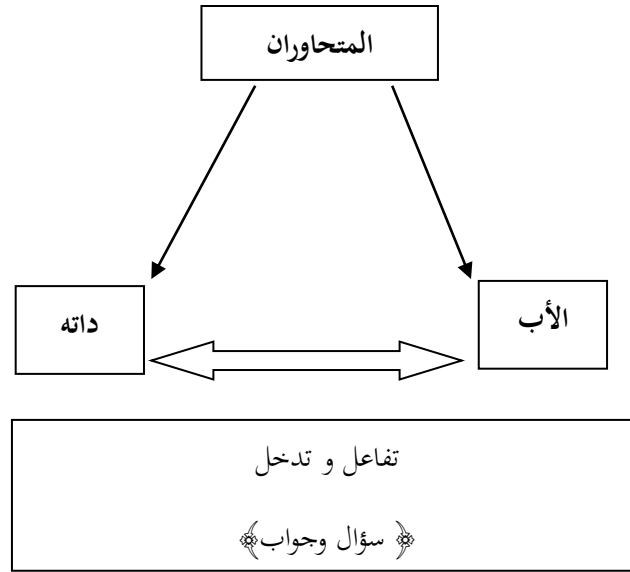 المتحاوران
الأب
داته
تفاعل و تدخل
﴿ سؤال وجواب﴾